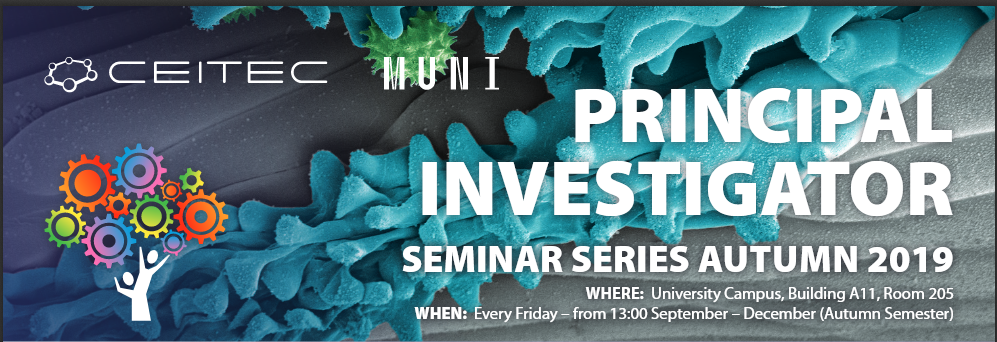 CEITEC
MUNI
PRINCIPAL
INVESTIGATOR
SEMINAR SERIES AUTUMN 2019
WHERE: University Campus, Building A11, Room 205
WHEN: Every Friday – from 13:00 September – December (Autumn Semester)